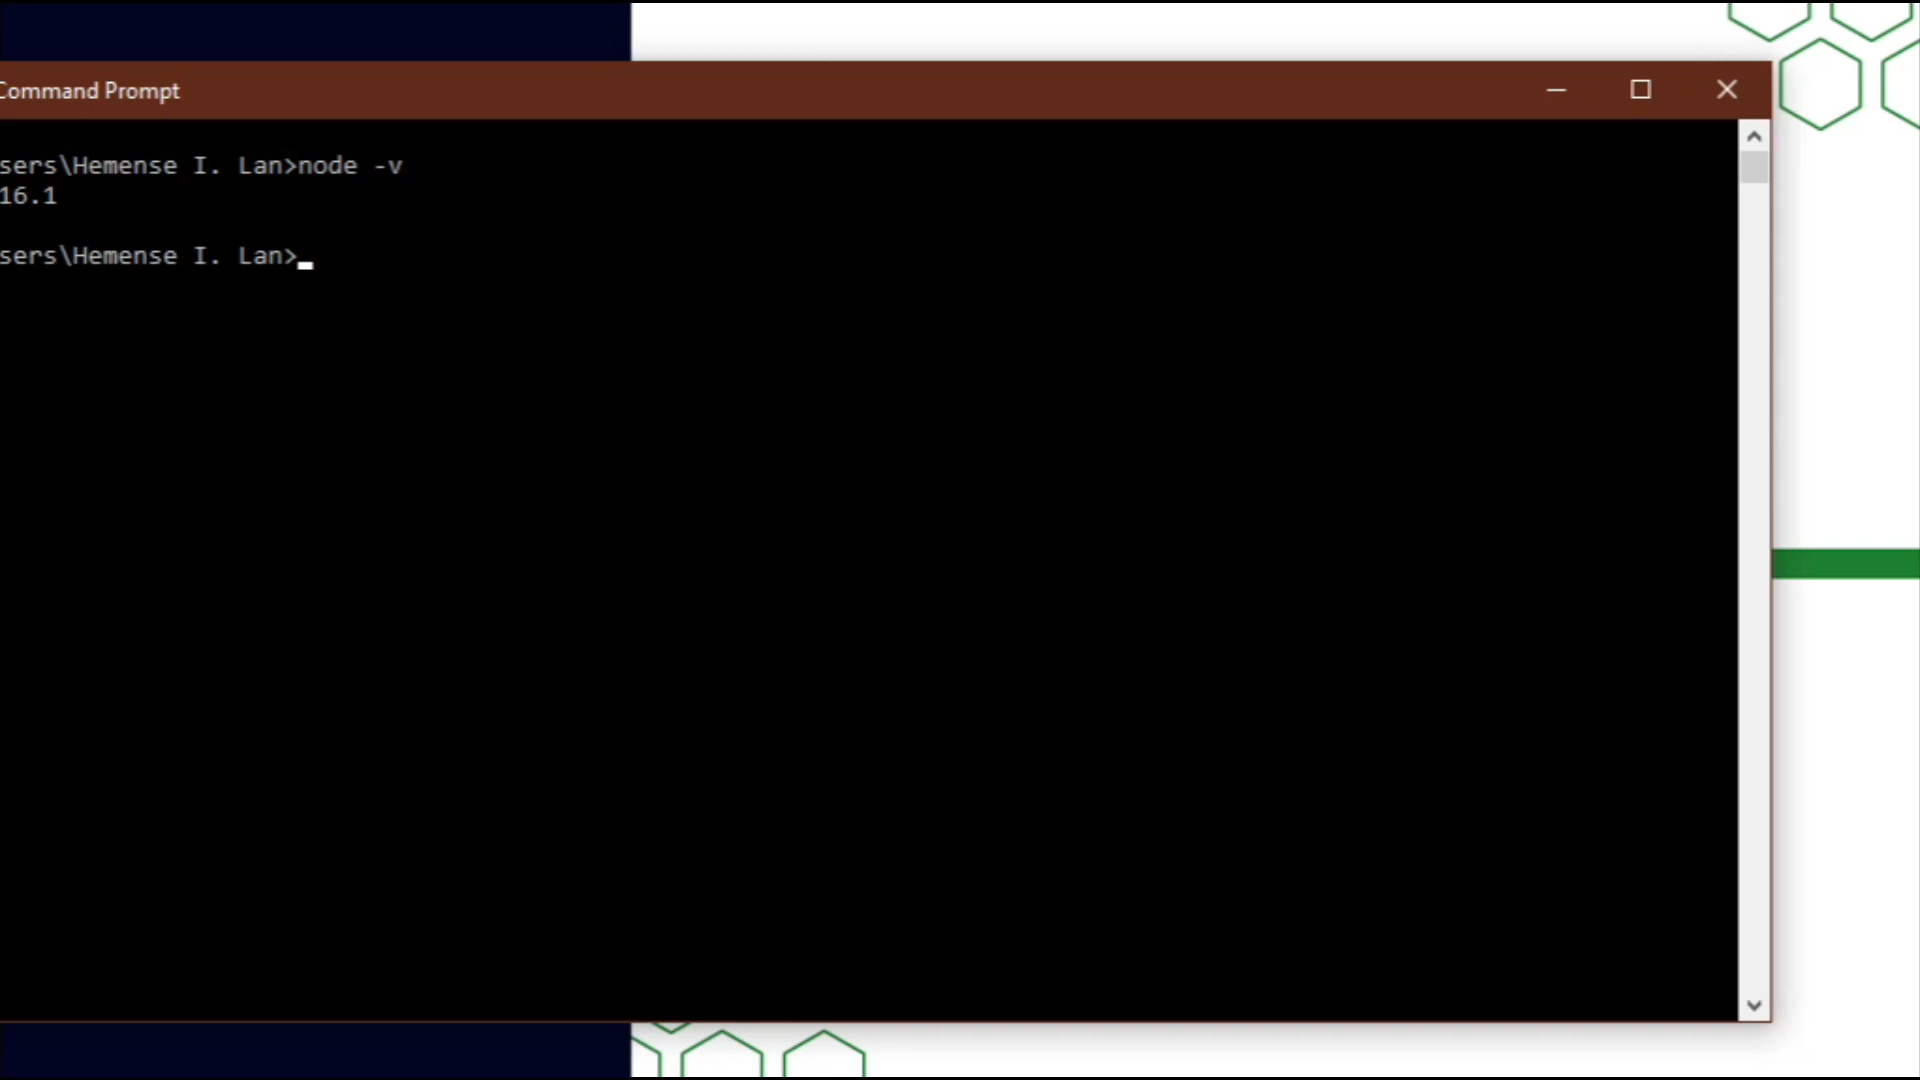 Command Prompt
sers\Hemense I. Lan>node -v
16.1
sers\Hemense I. Lan>